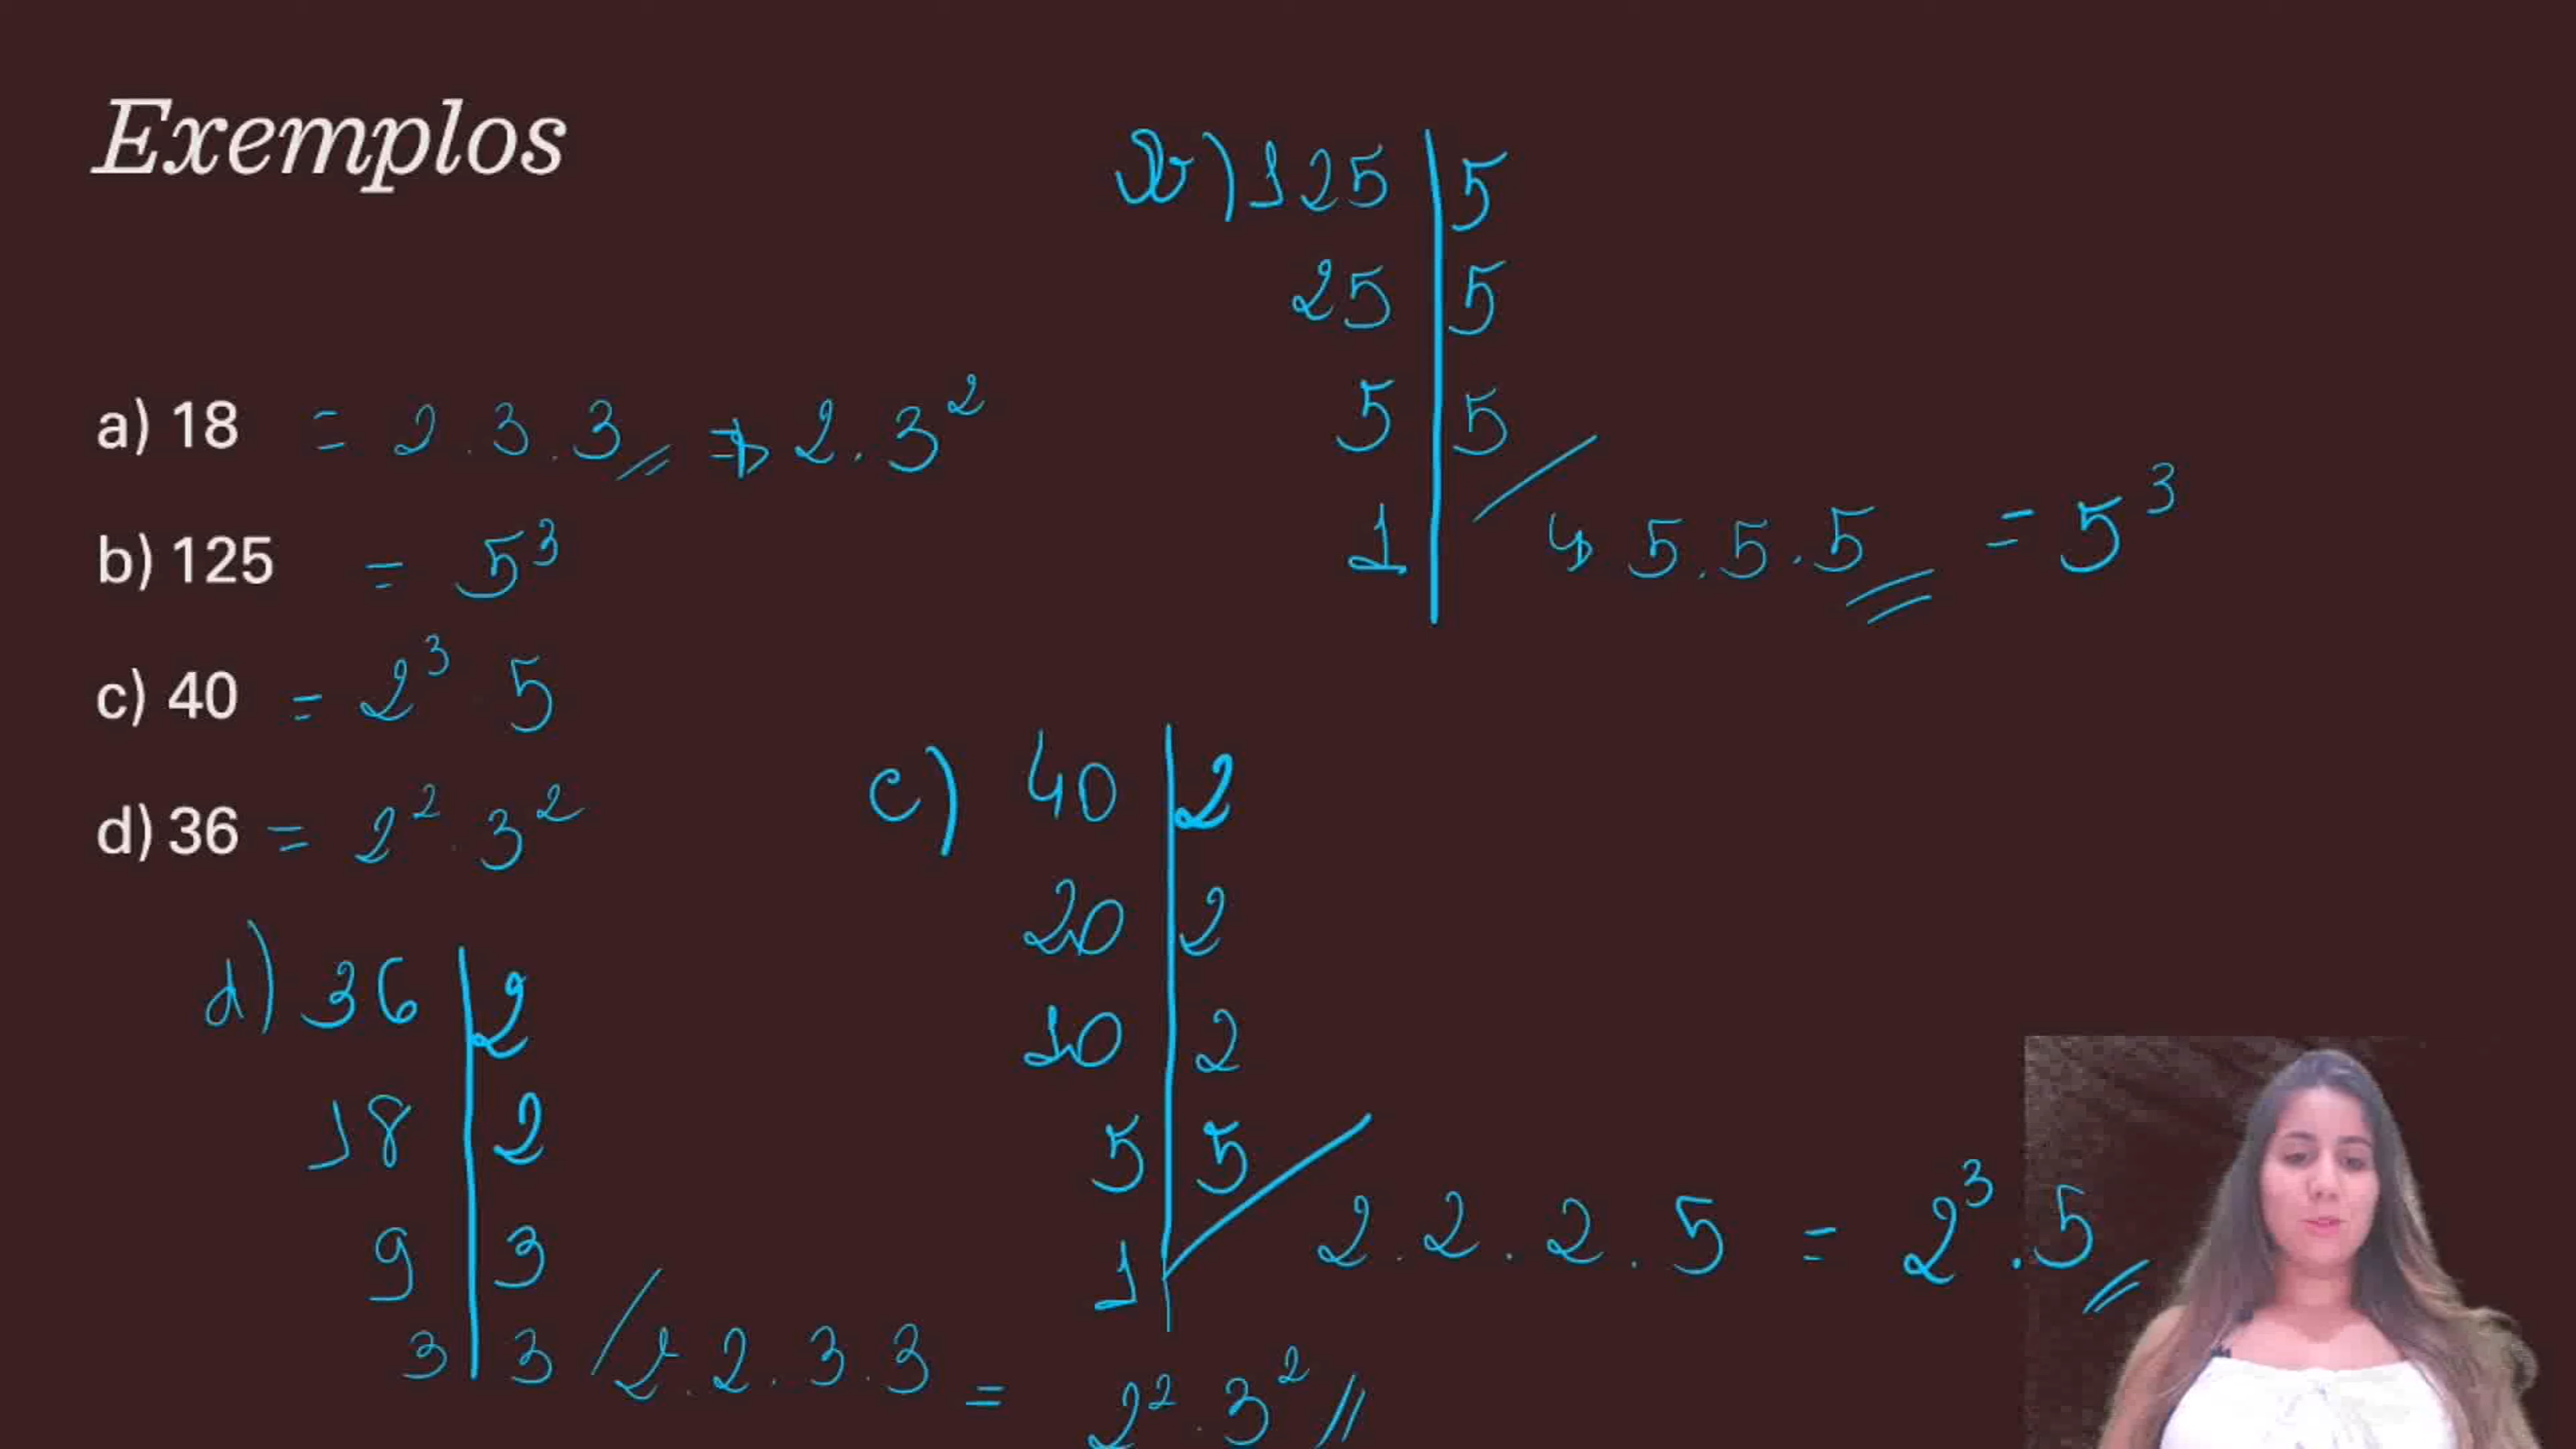 Exemplos
a) 18 = 2 . 3 . 3 ⇒ 2 . 3²
b) 125 = 5³
c) 40 = 2³ 5
d) 36 = 2² . 3²
b) 125 | 5
25 | 5
5 | 5
1 ↳ 5 . 5 . 5 = 5³
c) 40 | 2
20 | 2
10 | 2
5 | 5
1 2 . 2 . 2 . 5 = 2³ . 5
d) 36 | 2
18 | 2
9 | 3
3 | 3 / 2 . 2 . 3 . 3 = 2² . 3² //